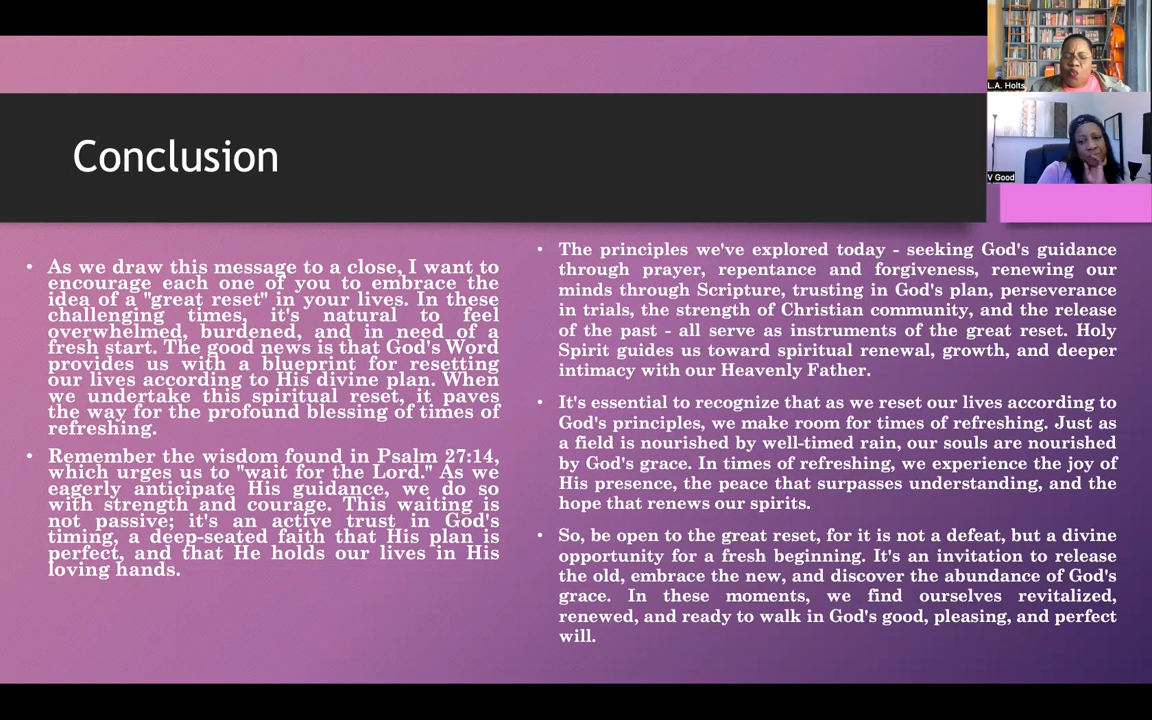 Conclusion
• As we draw this message to a close, I want to
encourage each one of you to embrace the
idea of a "great reset" in your lives. In these
challenging times, it's natural to feel
overwhelmed, burdened, and in need of a
fresh start. The good news is that God's Word
provides us with a blueprint for resetting
our lives according to His divine plan. When
we undertake this spiritual reset, it paves
the way for the profound blessing of times of
refreshing.
• Remember the wisdom found in Psalm 27:14,
which urges us to "wait for the Lord." As we
eagerly anticipate His guidance, we do so
with strength and courage. This waiting is
not passive; it's an active trust in God's
timing, a deep-seated faith that His plan is
perfect, and that He holds our lives in His
loving hands.
• The principles we've explored today - seeking God's guidance
through prayer, repentance and forgiveness, renewing our
minds through Scripture, trusting in God's plan, perseverance
in trials, the strength of Christian community, and the release
of the past - all serve as instruments of the great reset. Holy
Spirit guides us toward spiritual renewal, growth, and deeper
intimacy with our Heavenly Father.
• It's essential to recognize that as we reset our lives according to
God's principles, we make room for times of refreshing. Just as
a field is nourished by well-timed rain, our souls are nourished
by God's grace. In times of refreshing, we experience the joy of
His presence, the peace that surpasses understanding, and the
hope that renews our spirits.
• So, be open to the great reset, for it is not a defeat, but a divine
opportunity for a fresh beginning. It's an invitation to release
the old, embrace the new, and discover the abundance of God's
grace. In these moments, we find ourselves revitalized,
renewed, and ready to walk in God's good, pleasing, and perfect
will.
L.A. Holts
V Good